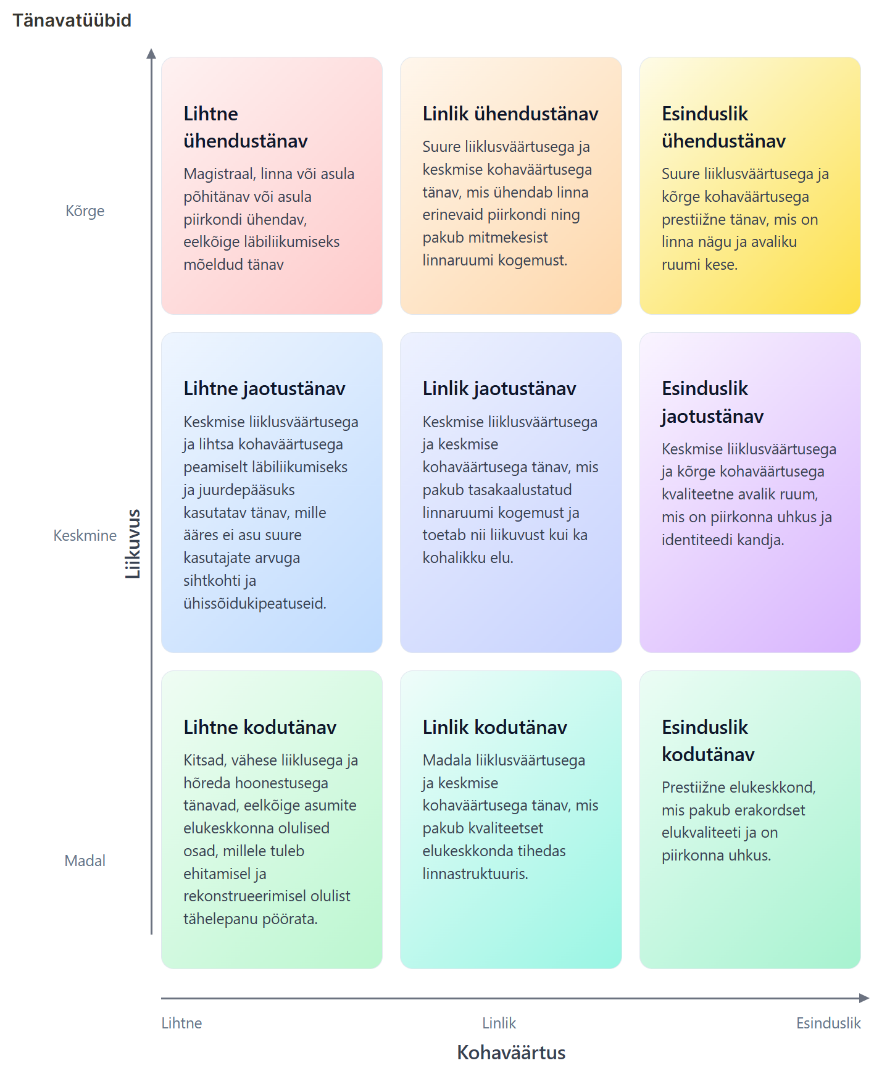 Tänavatüübid
Kõrge
Lihtne
ühendustänav
Magistraal, linna või asula
põhitänav või asula
piirkondi ühendav,
eelkõige läbiliikumiseks
mõeldud tänav
Linlik ühendustänav
Suure liiklusväärtusega ja
keskmise kohaväärtusega
tänav, mis ühendab linna
erinevaid piirkondi ning
pakub mitmekesist
linnaruumi kogemust.
Esinduslik
ühendustänav
Suure liiklusväärtusega ja
kõrge kohaväärtusega
prestiižne tänav, mis on
linna nägu ja avaliku
ruumi kese.
Keskmine
Liikuvus
Lihtne jaotustänav
Keskmise liiklusväärtusega
ja lihtsa kohaväärtusega
peamiselt läbiliikumiseks
ja juurdepääsuks
kasutatav tänav, mille
ääres ei asu suure
kasutajate arvuga
sihtkohti ja
ühissõidukipeatuseid.
Linlik jaotustänav
Keskmise liiklusväärtusega
ja keskmise
kohaväärtusega tänav, mis
pakub tasakaalustatud
linnaruumi kogemust ja
toetab nii liikuvust kui ka
kohalikku elu.
Esinduslik
jaotustänav
Keskmise liiklusväärtusega
ja kõrge kohaväärtusega
kvaliteetne avalik ruum,
mis on piirkonna uhkus ja
identiteedi kandja.
Madal
Lihtne kodutänav
Kitsad, vähese liiklusega ja
hõreda hoonestusega
tänavad, eelkõige asumite
elukeskkonna olulised
osad, millele tuleb
ehitamisel ja
rekonstrueerimisel olulist
tähelepanu pöörata.
Linlik kodutänav
Madala liiklusväärtusega
ja keskmise
kohaväärtusega tänav, mis
pakub kvaliteetset
elukeskkonda tihedas
linnastruktuuris.
Esinduslik
kodutänav
Prestiižne elukeskkond,
mis pakub erakordset
elukvaliteeti ja on
piirkonna uhkus.
Lihtne
Linlik
Esinduslik
Kohaväärtus